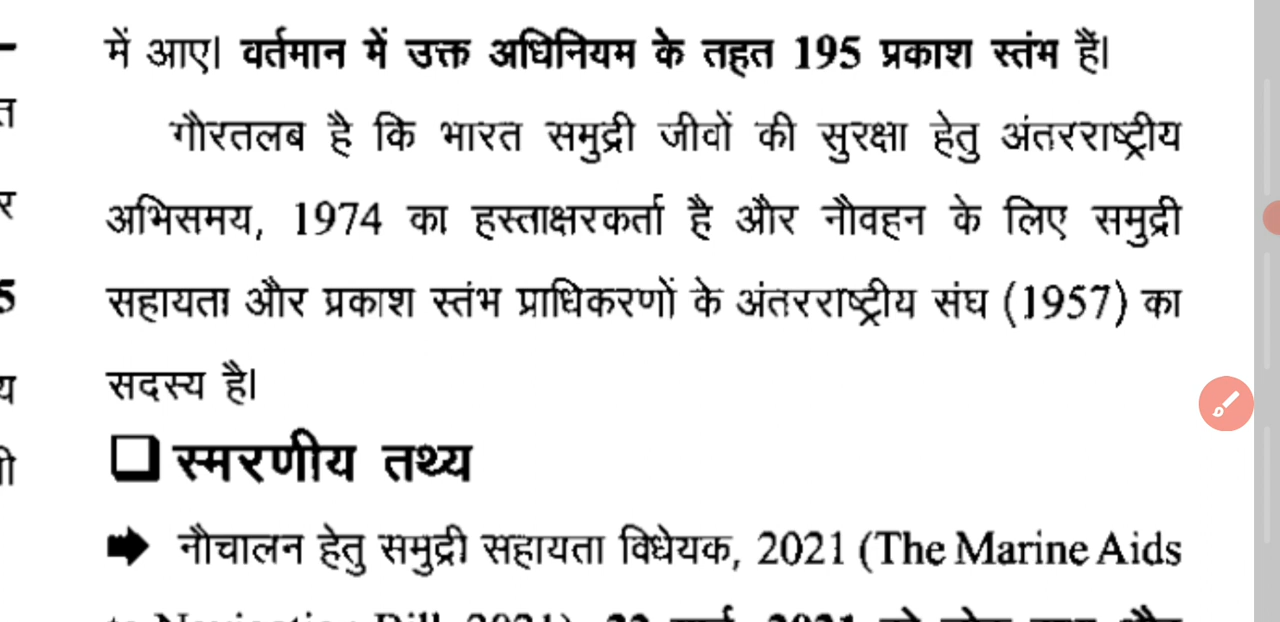 में आए। वर्तमान में उक्त अधिनियम के तहत 195 प्रकाश स्तंभ हैं।
गौरतलब है कि भारत समुद्री जीवों की सुरक्षा हेतु अंतरराष्ट्रीय
अभिसमय, 1974 का हस्ताक्षरकर्ता है और नौवहन के लिए समुद्री
सहायता और प्रकाश स्तंभ प्राधिकरणों के अंतरराष्ट्रीय संघ (1957) का
सदस्य है।
स्मरणीय तथ्य
नौचालन हेतु समुद्री सहायता विधेयक, 2021 (The Marine Aids